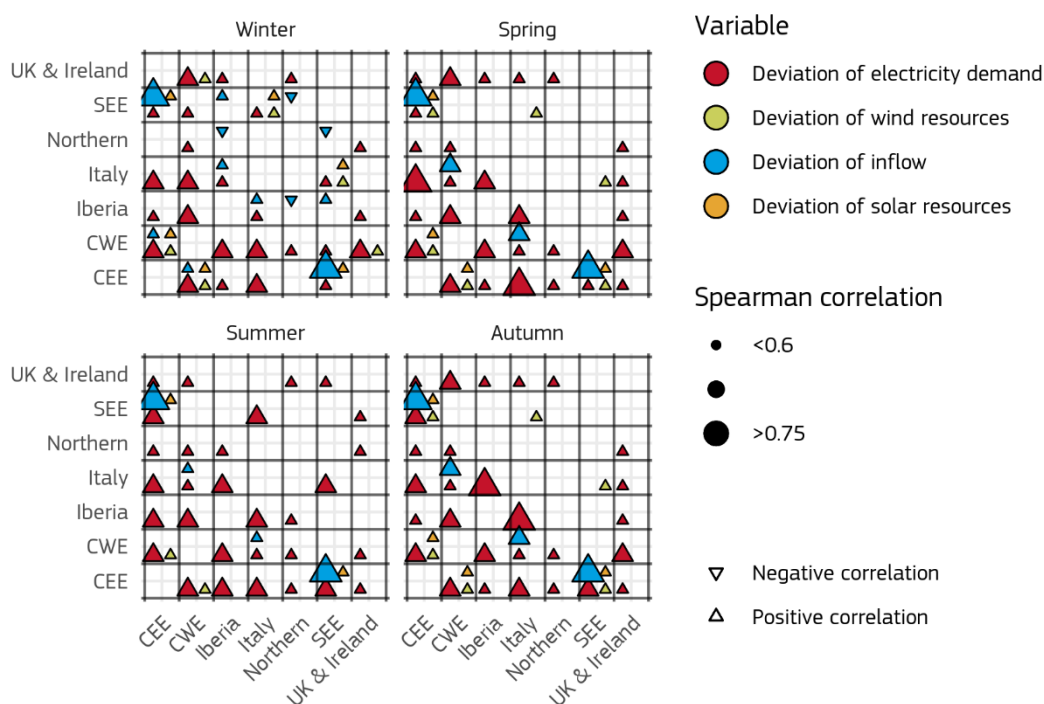 Winter
Spring
UK & Ireland
SEE
Northern
Italy
Iberia
CWE
CEE
Summer
Autumn
UK & Ireland
SEE
Northern
Italy
Iberia
CWE
CEE
CEE
CWE
Iberia
Italy
Northern
SEE
UK & Ireland
CEE
CWE
Iberia
Italy
Northern
SEE
UK & Ireland
Variable
Deviation of electricity demand
Deviation of wind resources
Deviation of inflow
Deviation of solar resources
Spearman correlation
<0.6
>0.75
Negative correlation
Positive correlation